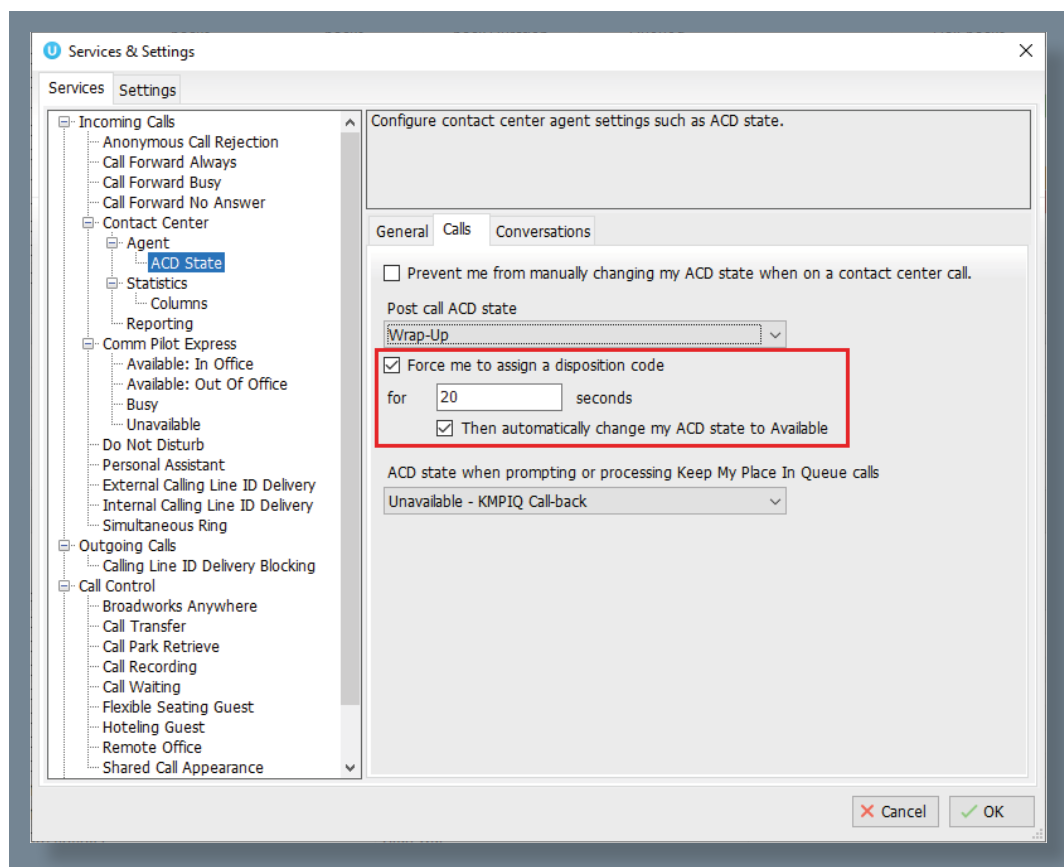 Services & Settings
Services Settings
Incoming Calls
Anonymous Call Rejection
Call Forward Always
Call Forward Busy
Call Forward No Answer
Contact Center
Agent
ACD State
Statistics
Columns
Reporting
Comm Pilot Express
Available: In Office
Available: Out Of Office
Busy
Unavailable
Do Not Disturb
Personal Assistant
External Calling Line ID Delivery
Internal Calling Line ID Delivery
Simultaneous Ring
Outgoing Calls
Calling Line ID Delivery Blocking
Call Control
Broadworks Anywhere
Call Transfer
Call Park Retrieve
Call Recording
Call Waiting
Flexible Seating Guest
Hoteling Guest
Remote Office
Shared Call Appearance
Configure contact center agent settings such as ACD state.
General Calls Conversations
Prevent me from manually changing my ACD state when on a contact center call.
Post call ACD state
Wrap-Up
Force me to assign a disposition code
for 20 seconds
Then automatically change my ACD state to Available
ACD state when prompting or processing Keep My Place In Queue calls
Unavailable - KMPIQ Call-back
Cancel OK